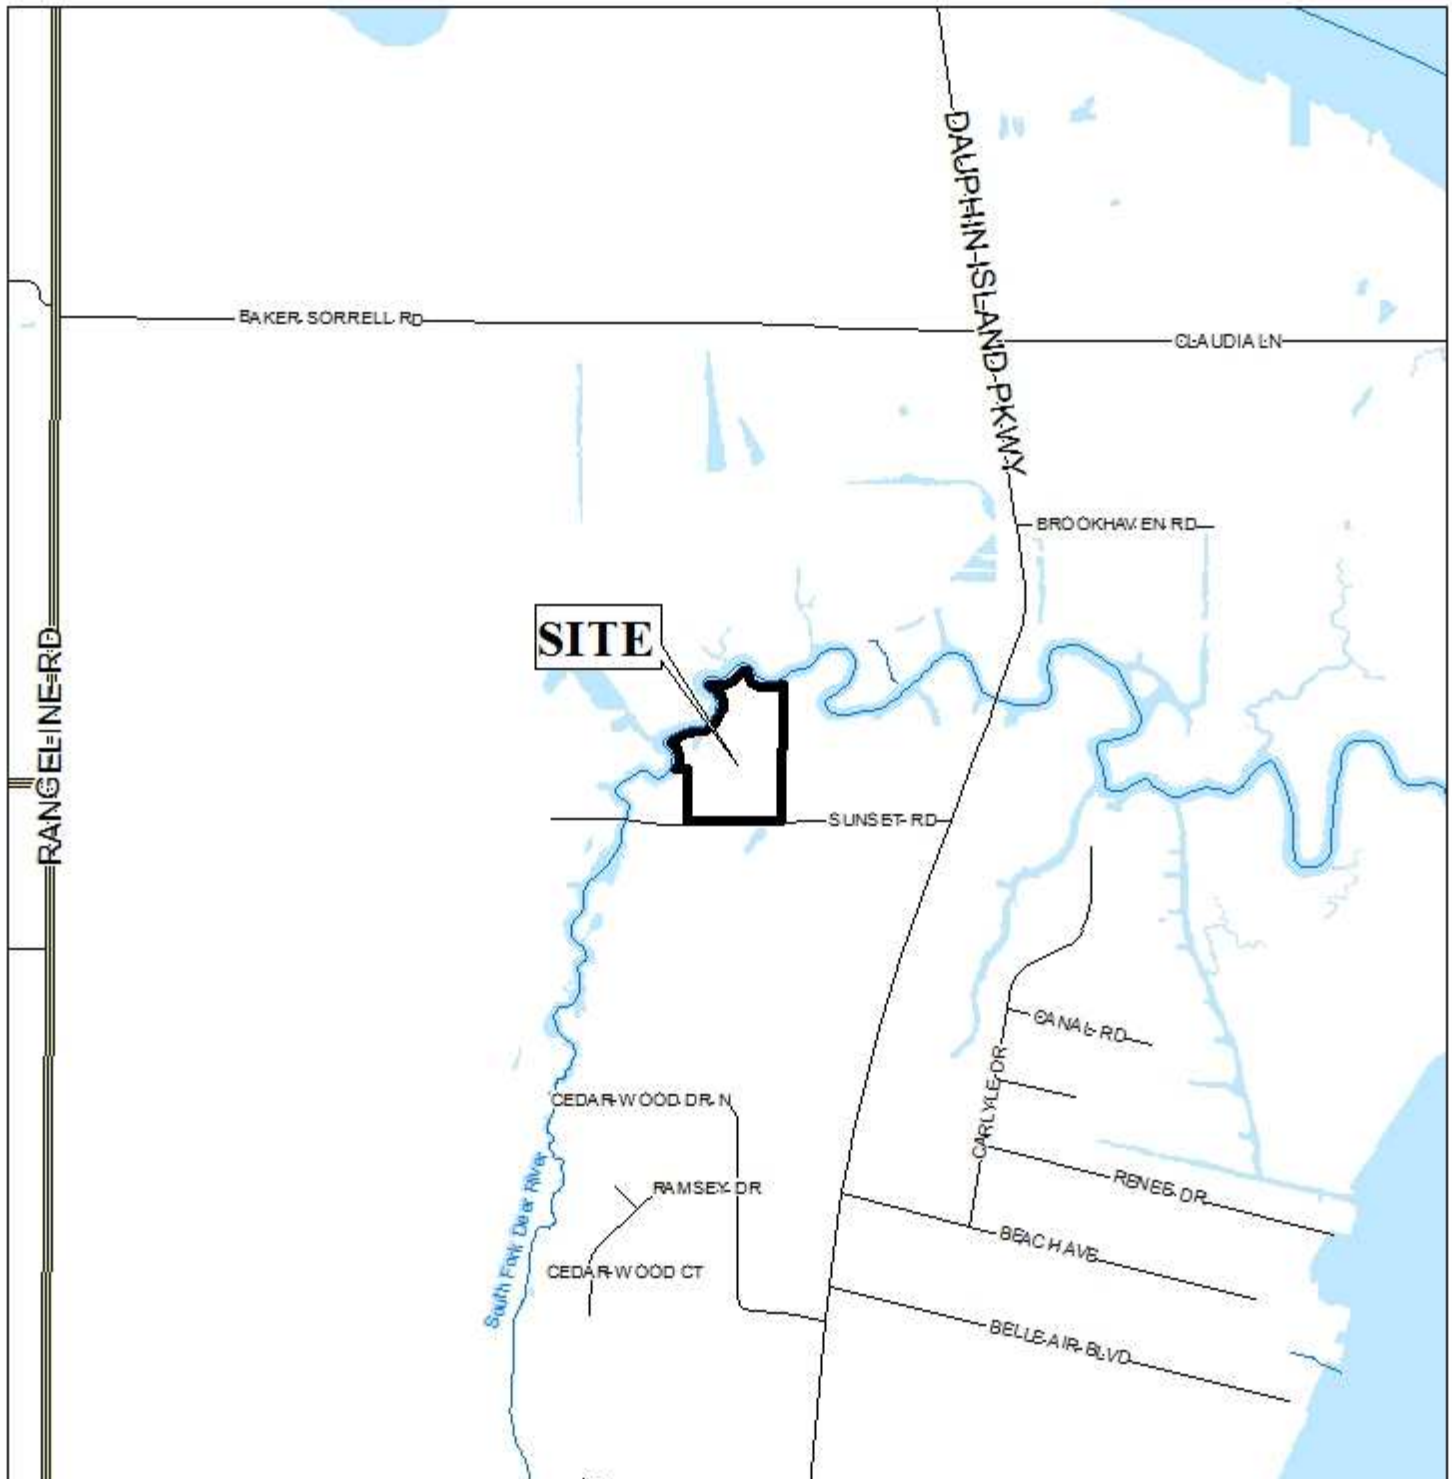 DAUPHIN ISLAND PKWY
BAKER SORRELL RD
CLAUDIA LN
BROOKHAVEN RD
SITE
RANGELINE RD
SUNSET RD
CANAL RD
CARLYLE DR
CEDAR WOOD DR N
RAMSEY DR
RENEE DR
South Fork Deer River
BEACH AVE
CEDAR WOOD CT
BELLE AIR BLVD